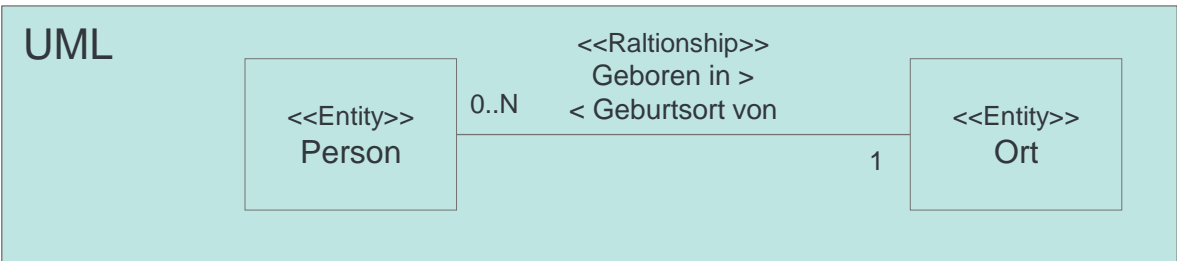 UML
<<Raltionship>>
Geboren in >
< Geburtsort von
<<Entity>>
Person
0..N
1
<<Entity>>
Ort